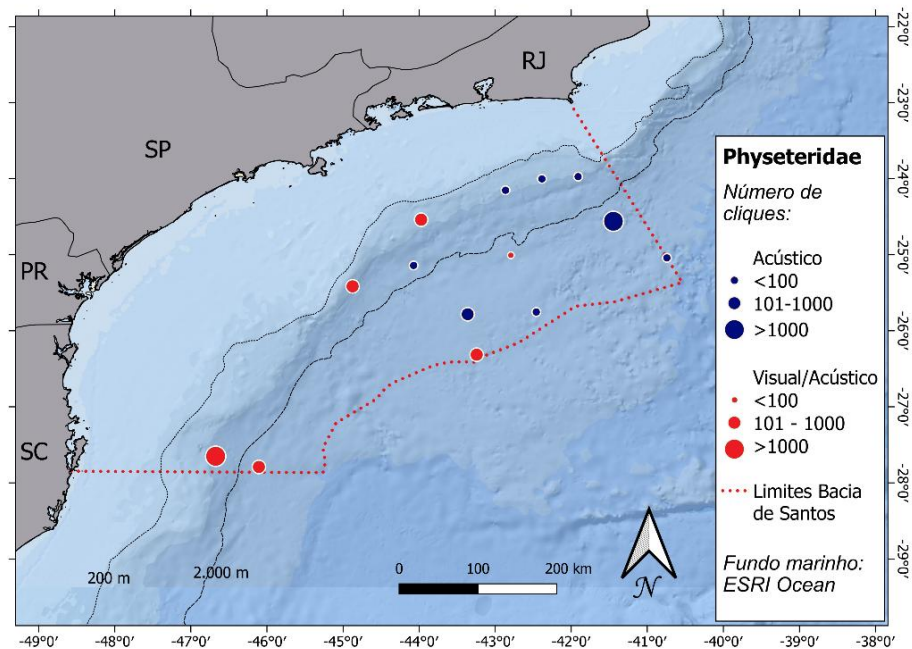 RJ
SP
PR
SC
200 m
2.000 m
0 100 200 km
N
Physeteridae
Número de
cliques:
Acústico
<100
101-1000
>1000
Visual/Acústico
<100
101 - 1000
>1000
Limites Bacia
de Santos
Fundo marinho:
ESRI Ocean
-22°0'
-23°0'
-24°0'
-25°0'
-26°0'
-27°0'
-28°0'
-29°0'
-49°0' -48°0' -47°0' -46°0' -45°0' -44°0' -43°0' -42°0' -41°0' -40°0' -39°0' -38°0'